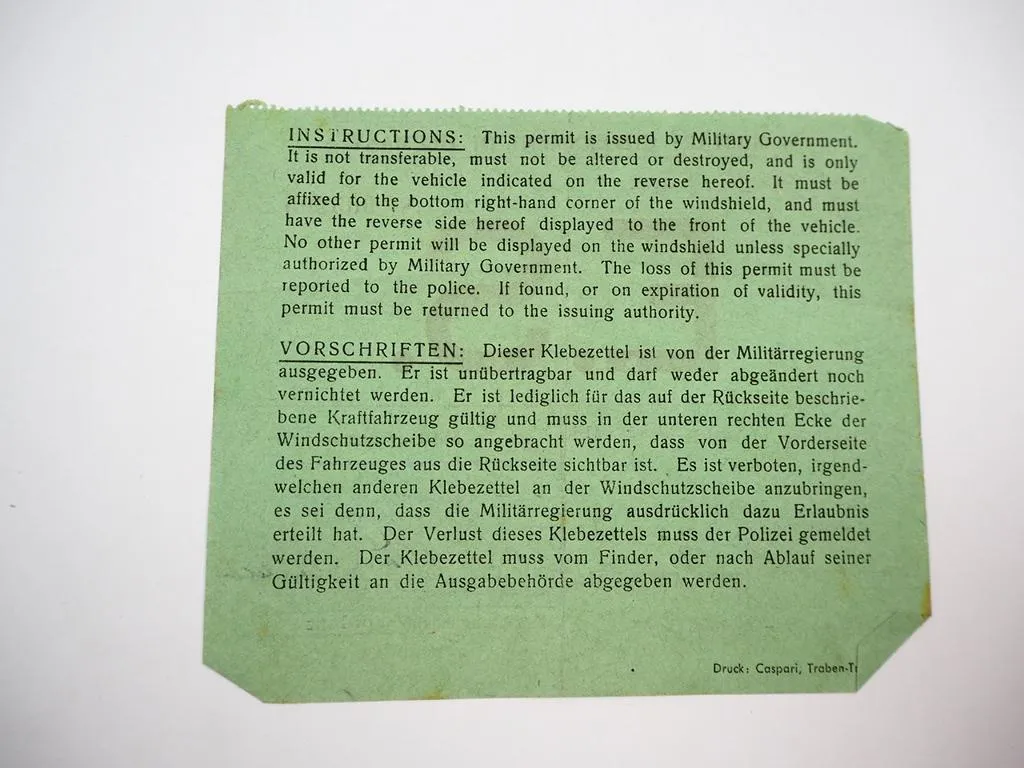 INSTRUCTIONS: This permit is issued by Military Government.
It is not transferable, must not be altered or destroyed, and is only
valid for the vehicle indicated on the reverse hereof. It must be
affixed to the bottom right-hand corner of the windshield, and must
have the reverse side hereof displayed to the front of the vehicle.
No other permit will be displayed on the windshield unless specially
authorized by Military Government. The loss of this permit must be
reported to the police. If found, or on expiration of validity, this
permit must be returned to the issuing authority.
VORSCHRIFTEN: Dieser Klebezettel ist von der Militärregierung
ausgegeben. Er ist unübertragbar und darf weder abgeändert noch
vernichtet werden. Er ist lediglich für das auf der Rückseite beschrie-
bene Kraftfahrzeug gültig und muss in der unteren rechten Ecke der
Windschutzscheibe so angebracht werden, dass von der Vorderseite
des Fahrzeuges aus die Rückseite sichtbar ist. Es ist verboten, irgend-
welchen anderen Klebezettel an der Windschutzscheibe anzubringen,
es sei denn, dass die Militärregierung ausdrücklich dazu Erlaubnis
erteilt hat. Der Verlust dieses Klebezettels muss der Polizei gemeldet
werden. Der Klebezettel muss vom Finder, oder nach Ablauf seiner
Gültigkeit an die Ausgabebehörde abgegeben werden.
Druck: Caspari, Traben-T